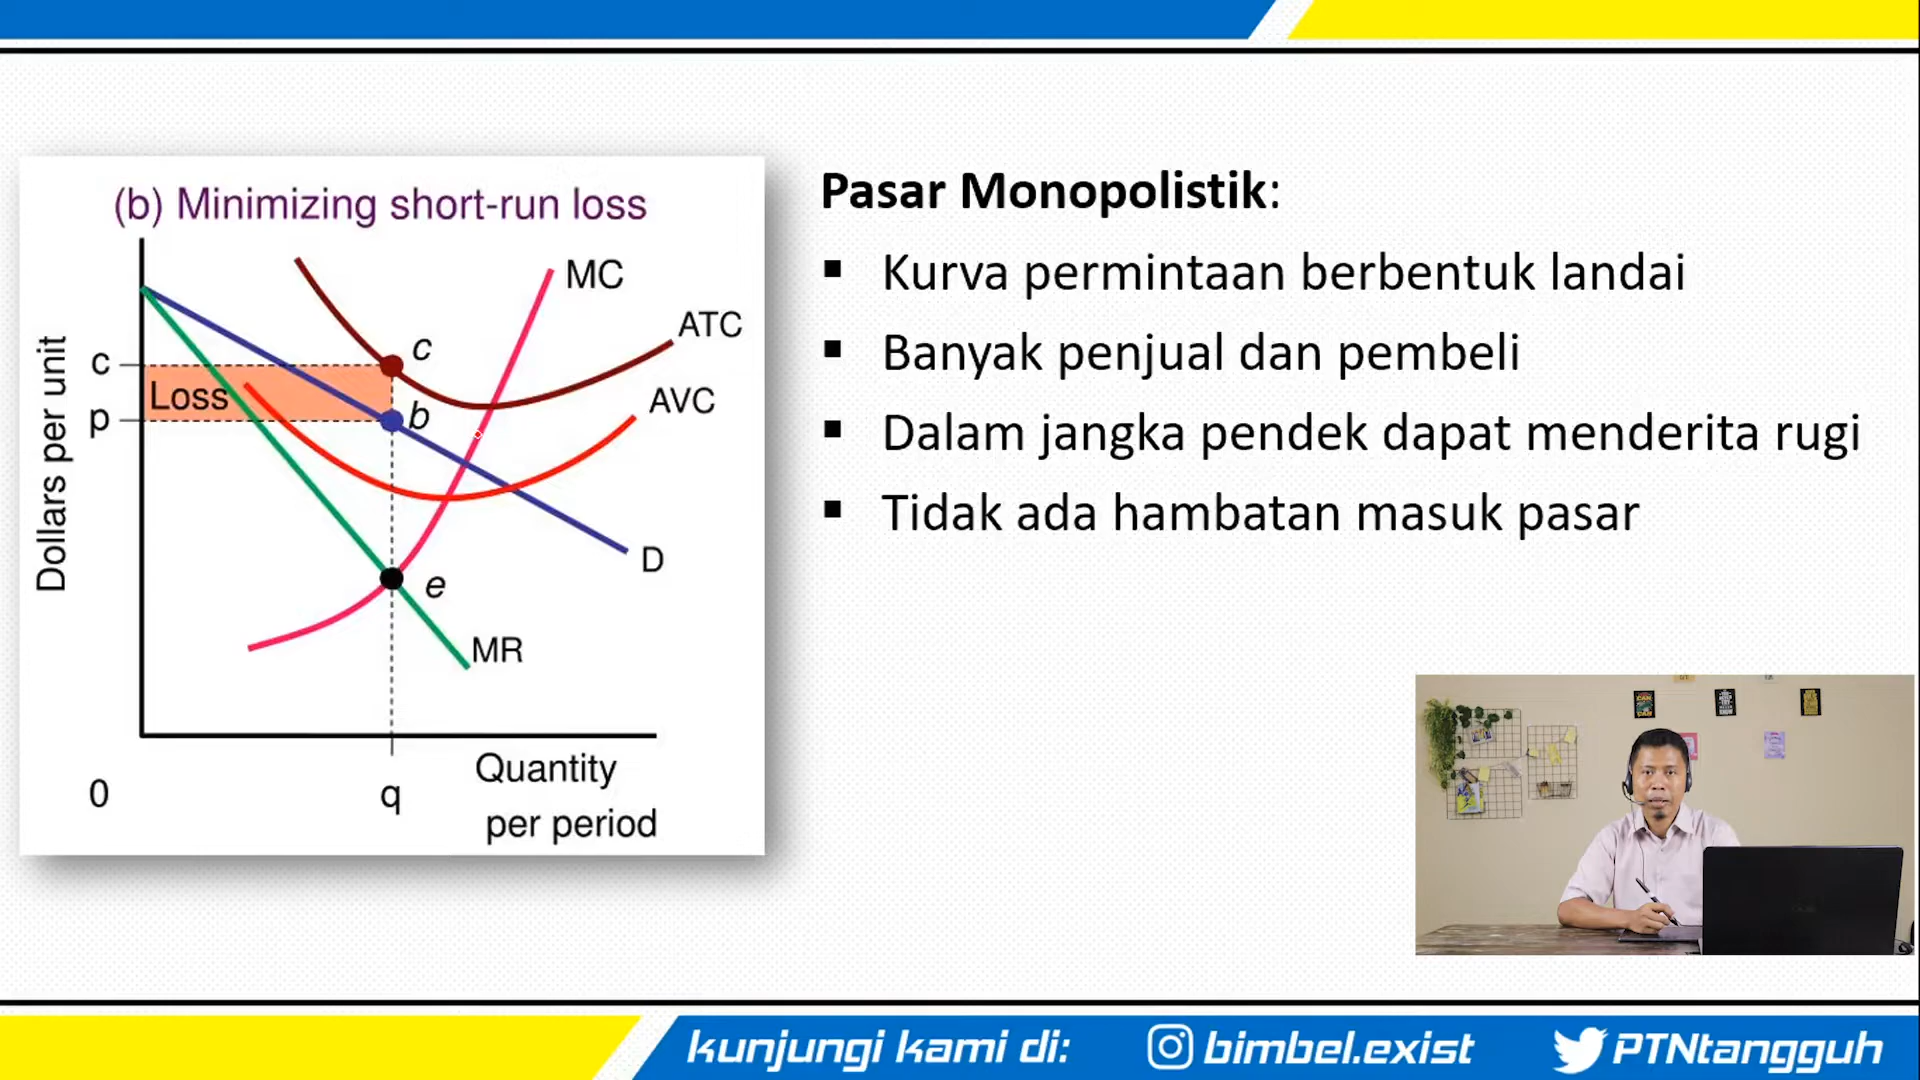 (b) Minimizing short-run loss
Dollars per unit
c
p
Loss
c
b
e
MC
ATC
AVC
D
MR
0
q
Quantity
per period
Pasar Monopolistik:
▪ Kurva permintaan berbentuk landai
▪ Banyak penjual dan pembeli
▪ Dalam jangka pendek dapat menderita rugi
▪ Tidak ada hambatan masuk pasar
kunjungi kami di:
bimbel.exist
PTNtangguh